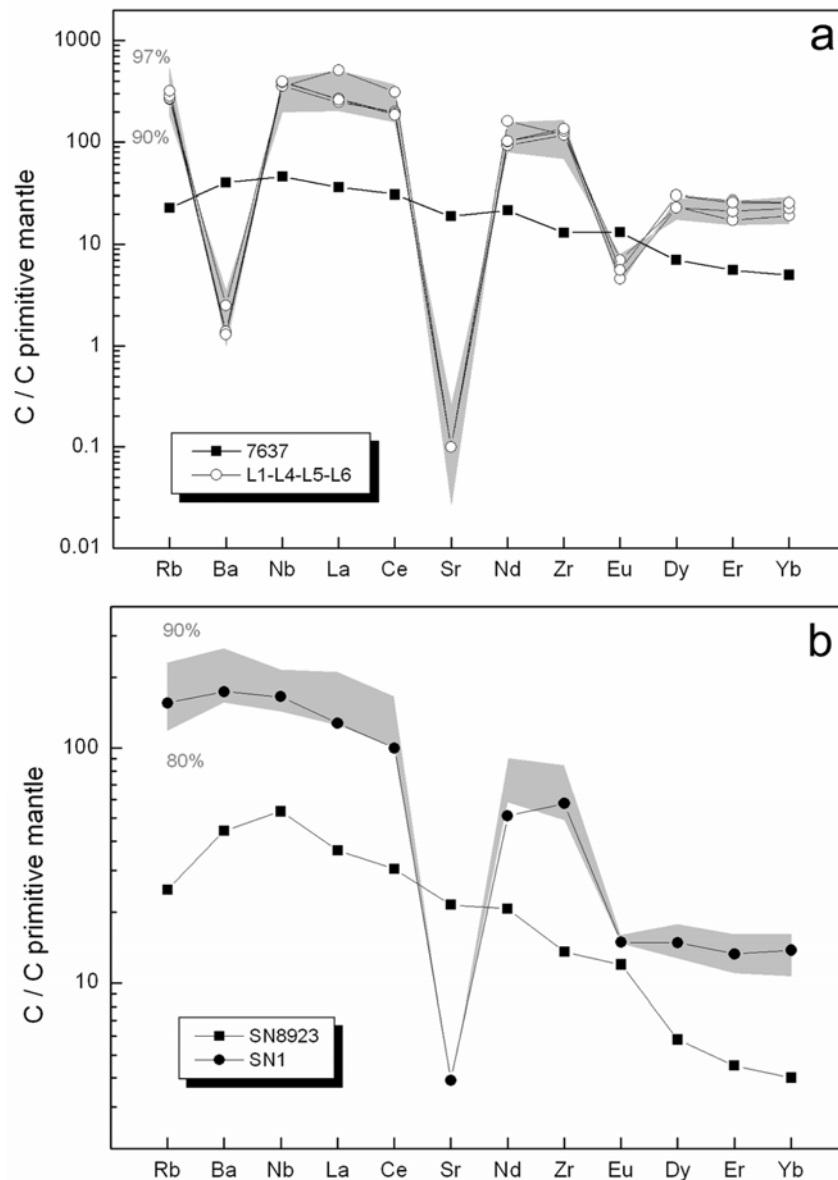 a
1000
97%
100
90%
10
1
0.1
0.01
C / C primitive mantle
7637
L1-L4-L5-L6
Rb Ba Nb La Ce Sr Nd Zr Eu Dy Er Yb
b
90%
100
80%
10
C / C primitive mantle
SN8923
SN1
Rb Ba Nb La Ce Sr Nd Zr Eu Dy Er Yb